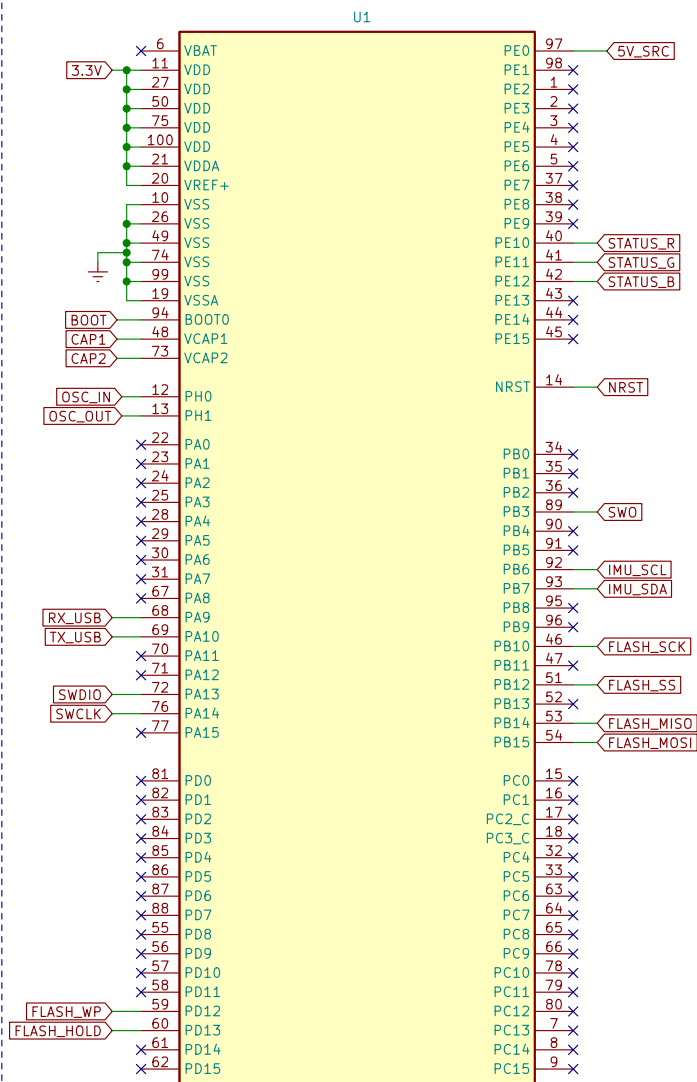 U1
6 VBAT PE0 97 5V_SRC
3.3V 11 VDD PE1 98
27 VDD PE2 1
50 VDD PE3 2
75 VDD PE4 3
100 VDD PE5 4
21 VDDA PE6 5
20 VREF+ PE7 37
10 VSS PE8 38
26 VSS PE9 39
49 VSS PE10 40 STATUS_R
74 VSS PE11 41 STATUS_G
99 VSS PE12 42 STATUS_B
19 VSSA PE13 43
BOOT 94 BOOT0 PE14 44
CAP1 48 VCAP1 PE15 45
CAP2 73 VCAP2
NRST 14 NRST
OSC_IN 12 PH0
OSC_OUT 13 PH1
22 PA0 PB0 34
23 PA1 PB1 35
24 PA2 PB2 36
25 PA3 PB3 89 SWO
28 PA4 PB4 90
29 PA5 PB5 91
30 PA6 PB6 92 IMU_SCL
31 PA7 PB7 93 IMU_SDA
67 PA8 PB8 95
RX_USB 68 PA9 PB9 96
TX_USB 69 PA10 PB10 46 FLASH_SCK
70 PA11 PB11 47
71 PA12 PB12 51 FLASH_SS
SWDIO 72 PA13 PB13 52
SWCLK 76 PA14 PB14 53 FLASH_MISO
77 PA15 PB15 54 FLASH_MOSI
81 PD0 PC0 15
82 PD1 PC1 16
83 PD2 PC2_C 17
84 PD3 PC3_C 18
85 PD4 PC4 32
86 PD5 PC5 33
87 PD6 PC6 63
88 PD7 PC7 64
55 PD8 PC8 65
56 PD9 PC9 66
57 PD10 PC10 78
58 PD11 PC11 79
FLASH_WP 59 PD12 PC12 80
FLASH_HOLD 60 PD13 PC13 7
61 PD14 PC14 8
62 PD15 PC15 9